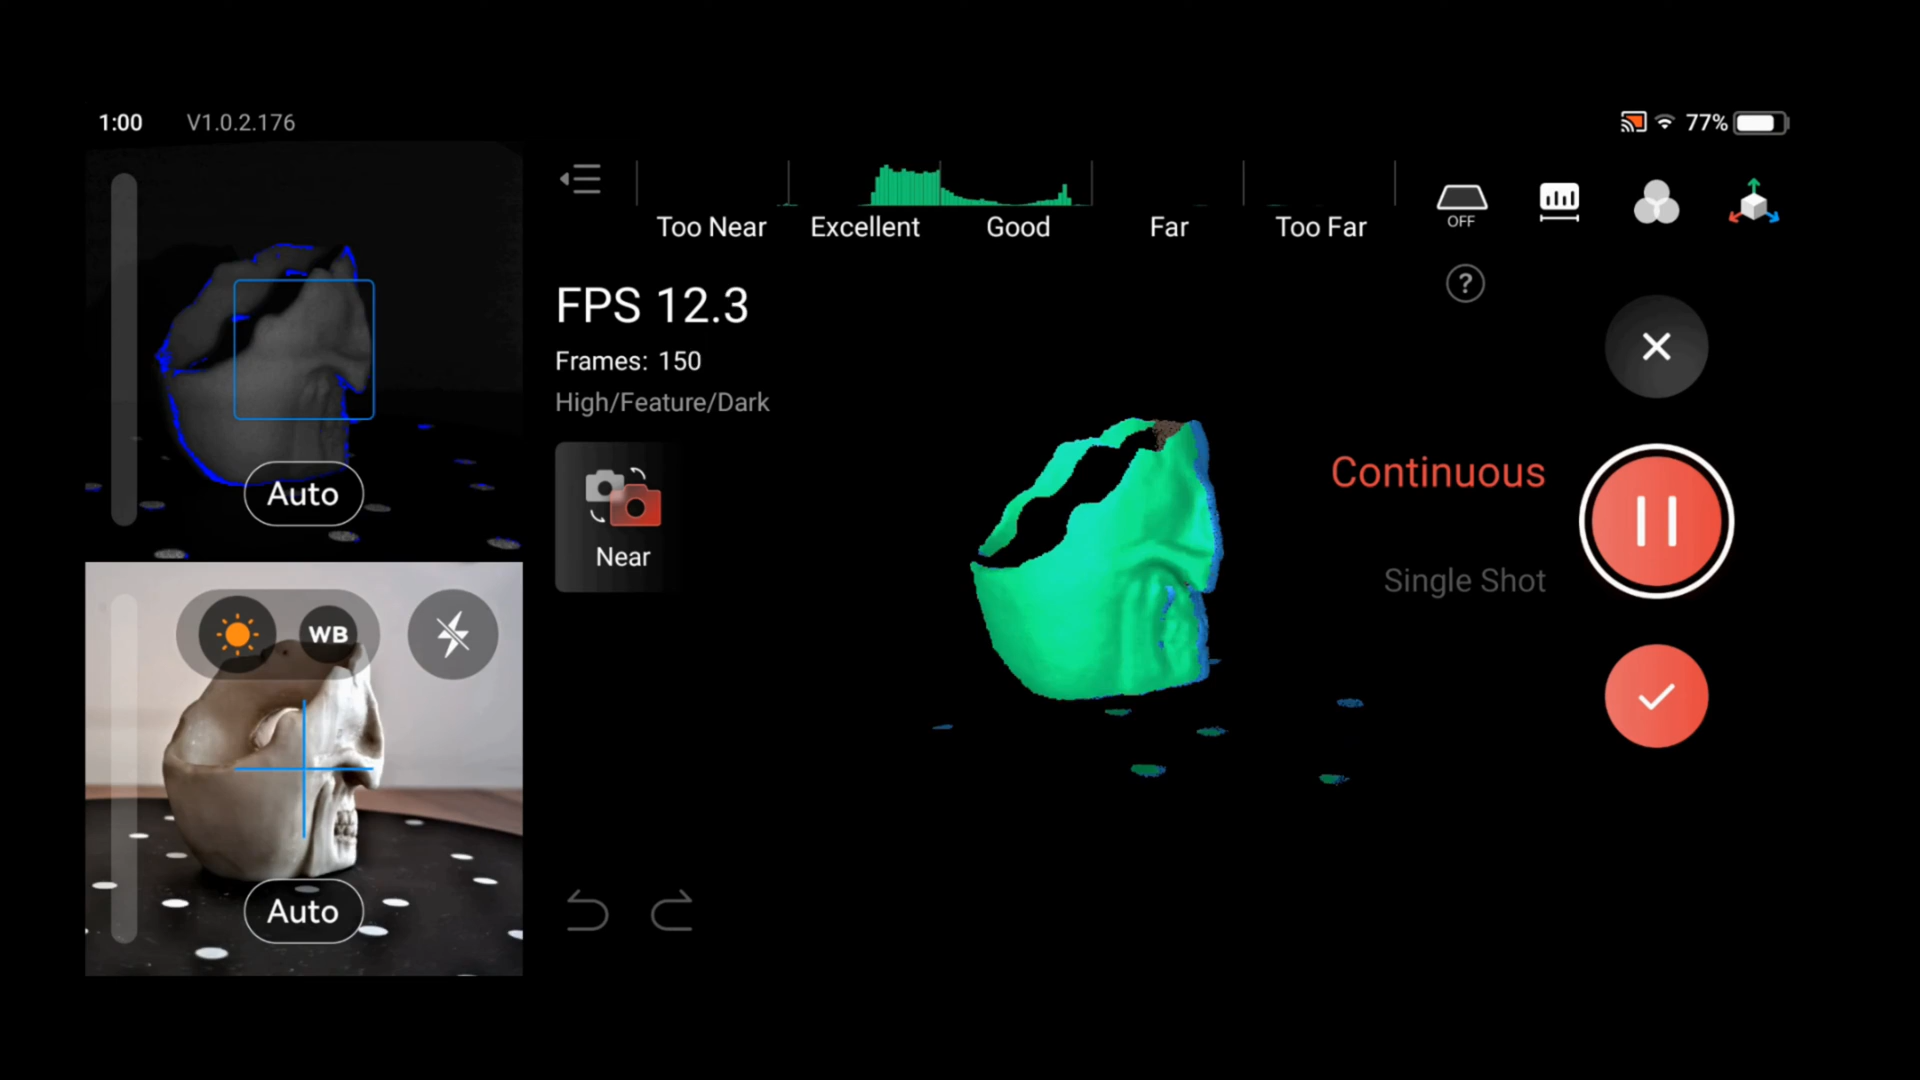 1:00 V1.0.2.176
77%
Too Near Excellent Good Far Too Far
OFF
?
FPS 12.3
Frames: 150
High/Feature/Dark
Near
Auto
Continuous
Single Shot
WB
Auto